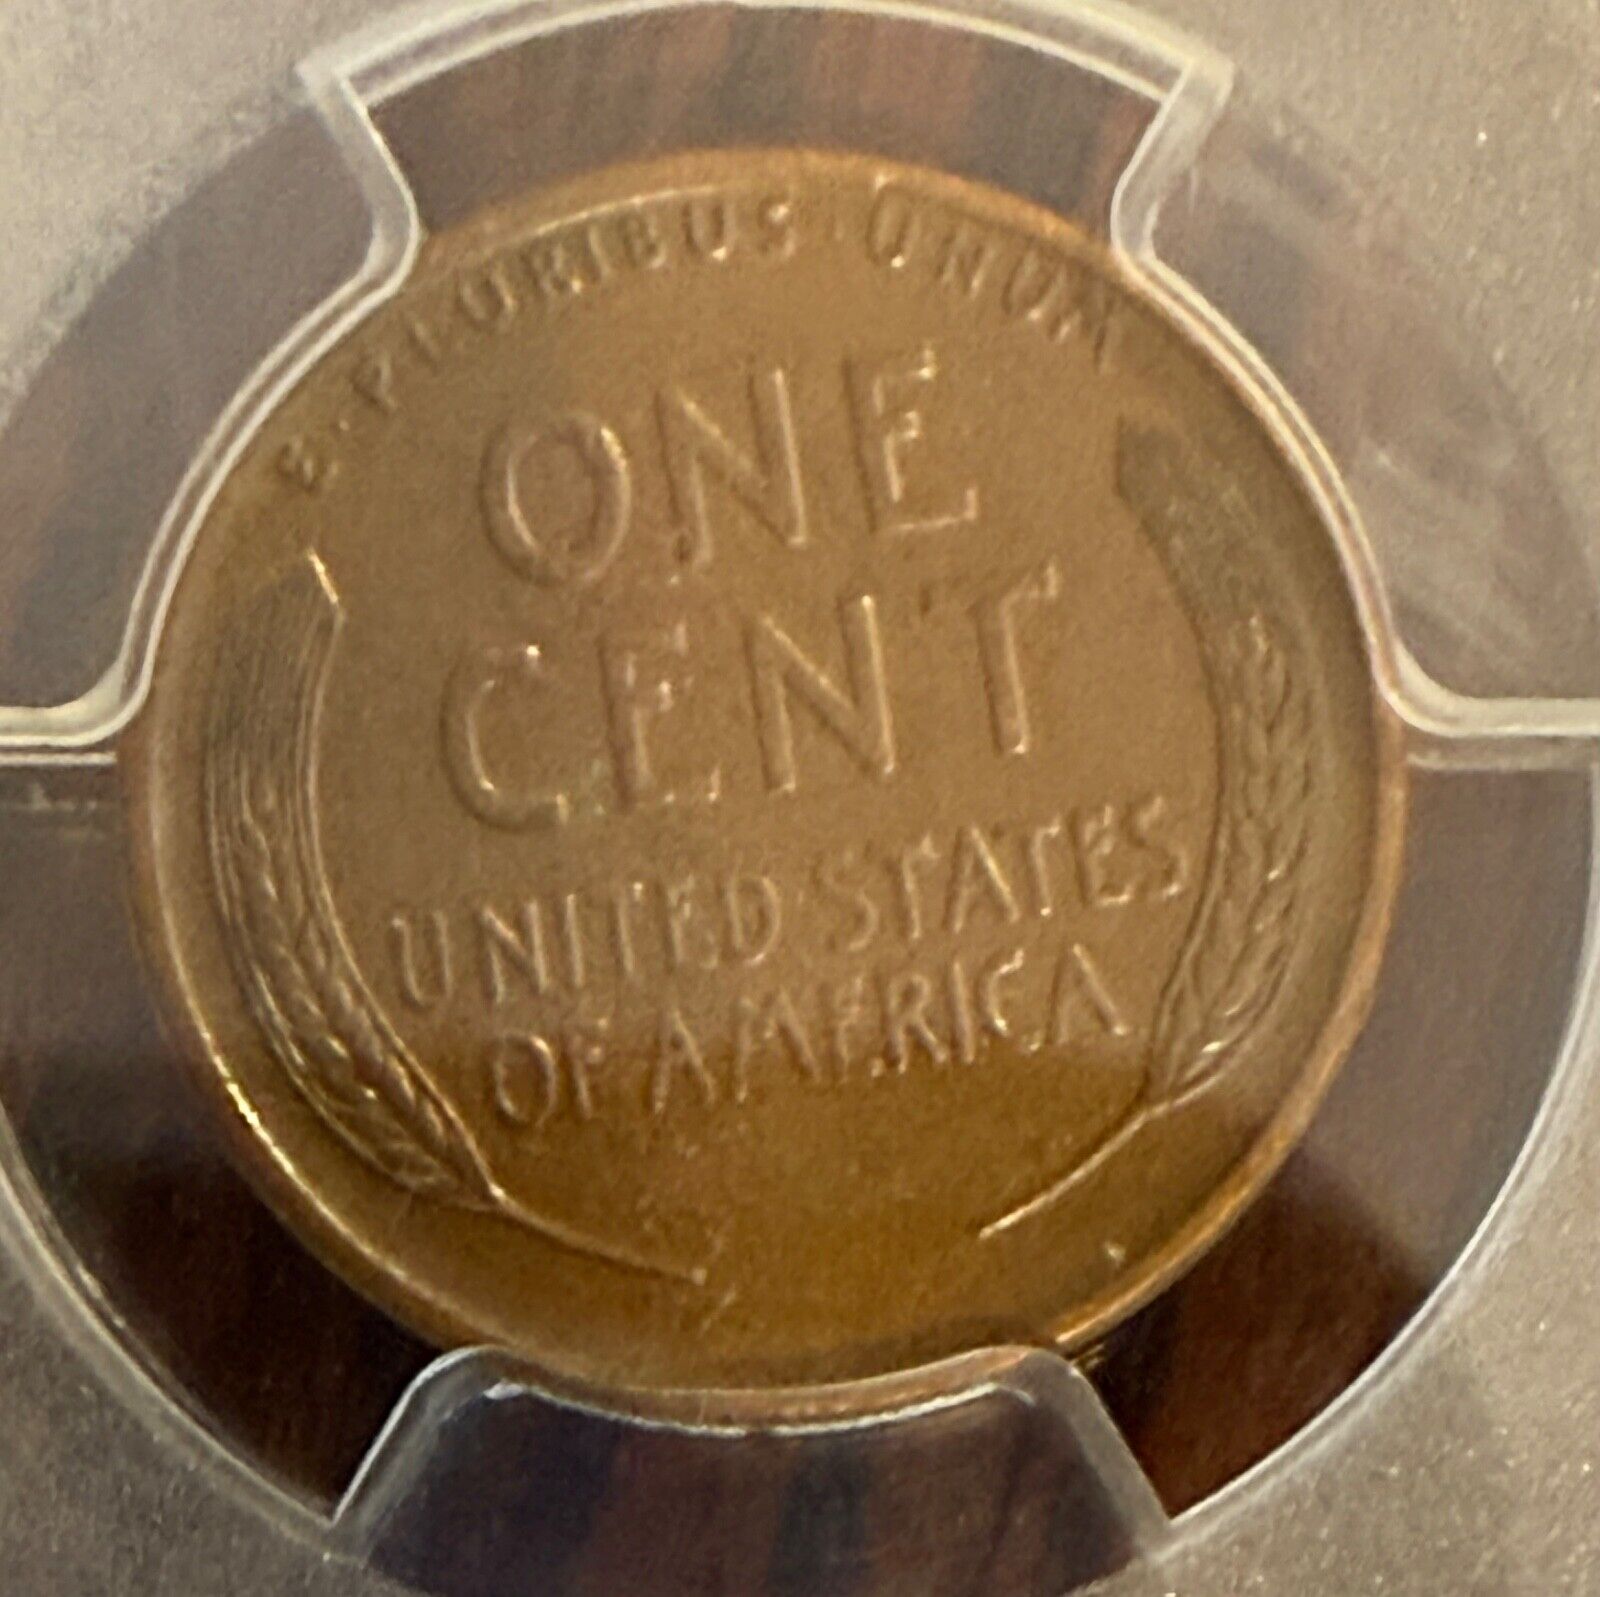 E·PLURIBUS·UNUM
ONE
CENT
UNITED STATES
OF AMERICA